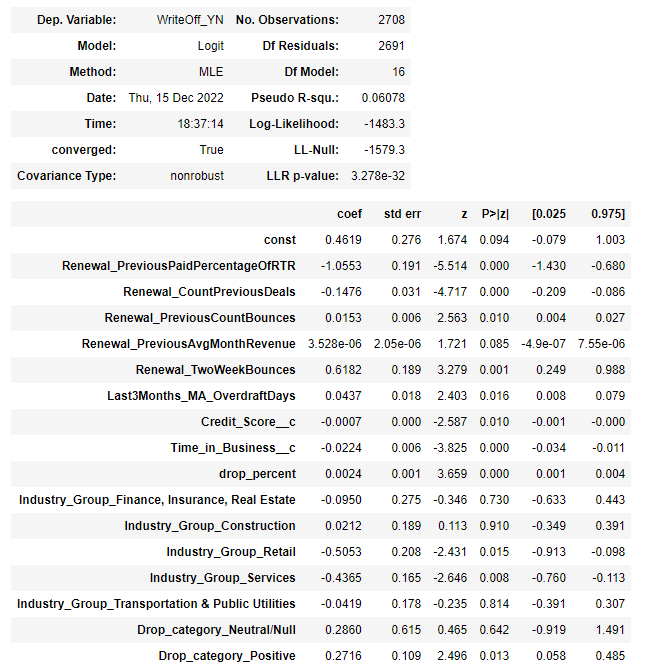 Dep. Variable: WriteOff_YN No. Observations: 2708
Model: Logit Df Residuals: 2691
Method: MLE Df Model: 16
Date: Thu, 15 Dec 2022 Pseudo R-squ.: 0.06078
Time: 18:37:14 Log-Likelihood: -1483.3
converged: True LL-Null: -1579.3
Covariance Type: nonrobust LLR p-value: 3.278e-32
coef std err z P>|z| [0.025 0.975]
const 0.4619 0.276 1.674 0.094 -0.079 1.003
Renewal_PreviousPaidPercentageOfRTR -1.0553 0.191 -5.514 0.000 -1.430 -0.680
Renewal_CountPreviousDeals -0.1476 0.031 -4.717 0.000 -0.209 -0.086
Renewal_PreviousCountBounces 0.0153 0.006 2.563 0.010 0.004 0.027
Renewal_PreviousAvgMonthRevenue 3.528e-06 2.05e-06 1.721 0.085 -4.9e-07 7.55e-06
Renewal_TwoWeekBounces 0.6182 0.189 3.279 0.001 0.249 0.988
Last3Months_MA_OverdraftDays 0.0437 0.018 2.403 0.016 0.008 0.079
Credit_Score__c -0.0007 0.000 -2.587 0.010 -0.001 -0.000
Time_in_Business__c -0.0224 0.006 -3.825 0.000 -0.034 -0.011
drop_percent 0.0024 0.001 3.659 0.000 0.001 0.004
Industry_Group_Finance, Insurance, Real Estate -0.0950 0.275 -0.346 0.730 -0.633 0.443
Industry_Group_Construction 0.0212 0.189 0.113 0.910 -0.349 0.391
Industry_Group_Retail -0.5053 0.208 -2.431 0.015 -0.913 -0.098
Industry_Group_Services -0.4365 0.165 -2.646 0.008 -0.760 -0.113
Industry_Group_Transportation & Public Utilities -0.0419 0.178 -0.235 0.814 -0.391 0.307
Drop_category_Neutral/Null 0.2860 0.615 0.465 0.642 -0.919 1.491
Drop_category_Positive 0.2716 0.109 2.496 0.013 0.058 0.485